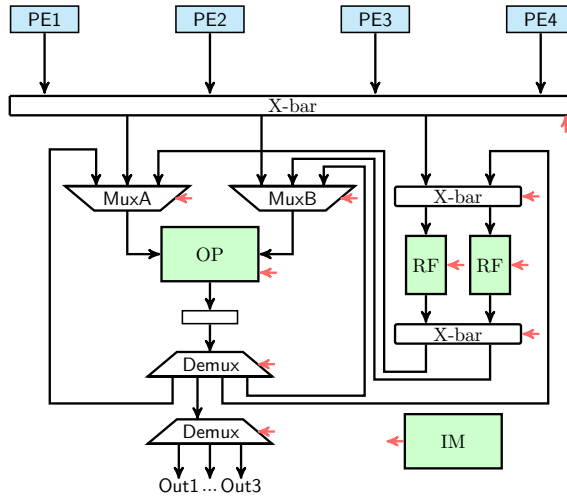 PE1 PE2 PE3 PE4
X-bar
MuxA MuxB X-bar
OP RF RF
X-bar
Demux
Demux IM
Out1 ... Out3